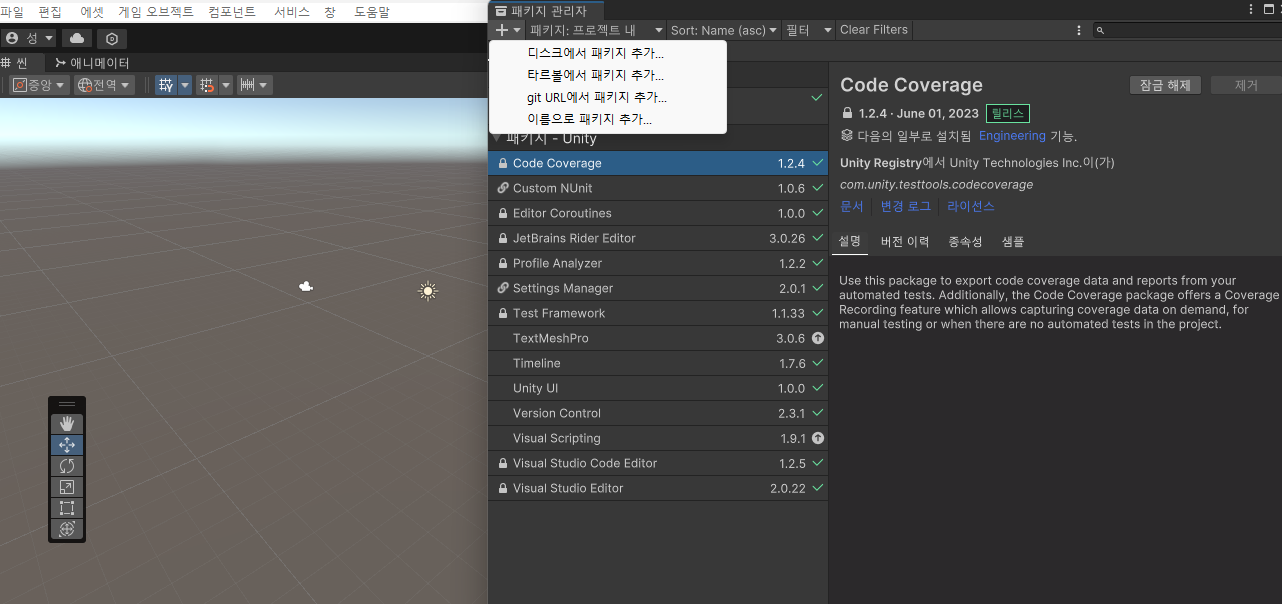 파일 편집 에셋 게임 오브젝트 컴포넌트 서비스 창 도움말
성
씬 애니메이터
중앙 전역
패키지 관리자
패키지: 프로젝트 내 Sort: Name (asc) 필터 Clear Filters
디스크에서 패키지 추가...
타르볼에서 패키지 추가...
git URL에서 패키지 추가...
이름으로 패키지 추가...
패키지 - Unity
Code Coverage 1.2.4
Custom NUnit 1.0.6
Editor Coroutines 1.0.0
JetBrains Rider Editor 3.0.26
Profile Analyzer 1.2.2
Settings Manager 2.0.1
Test Framework 1.1.33
TextMeshPro 3.0.6
Timeline 1.7.6
Unity UI 1.0.0
Version Control 2.3.1
Visual Scripting 1.9.1
Visual Studio Code Editor 1.2.5
Visual Studio Editor 2.0.22
Code Coverage 잠금 해제 제거
1.2.4 · June 01, 2023 릴리스
다음의 일부로 설치됨 Engineering 기능.
Unity Registry에서 Unity Technologies Inc.이(가)
com.unity.testtools.codecoverage
문서 변경 로그 라이선스
설명 버전 이력 종속성 샘플
Use this package to export code coverage data and reports from your
automated tests. Additionally, the Code Coverage package offers a Coverage
Recording feature which allows capturing coverage data on demand, for
manual testing or when there are no automated tests in the project.